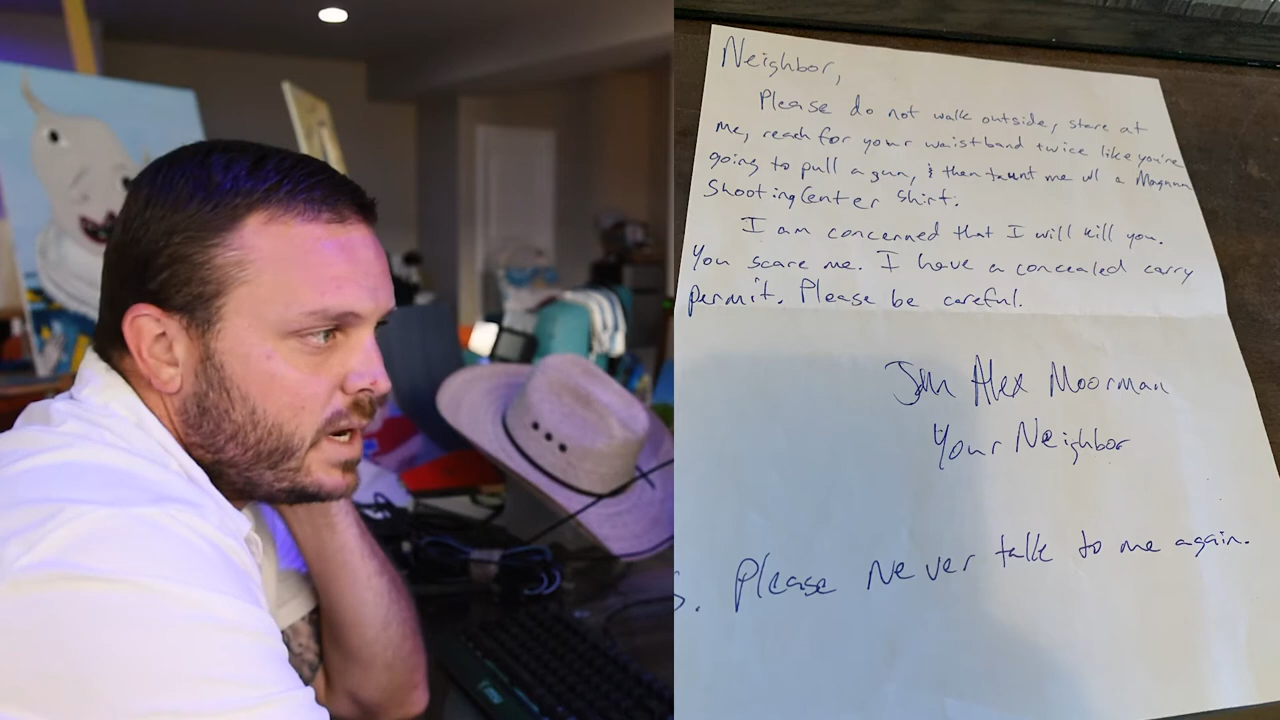 Neighbor,
Please do not walk outside, stare at
me, reach for your waistband twice like you're
going to pull a gun, & then taunt me w/ a Magnum
Shooting Center shirt.
I am concerned that I will kill you.
You scare me. I have a concealed carry
permit. Please be careful.
Alex Moorman
Your Neighbor
S. Please Never talk to me again.